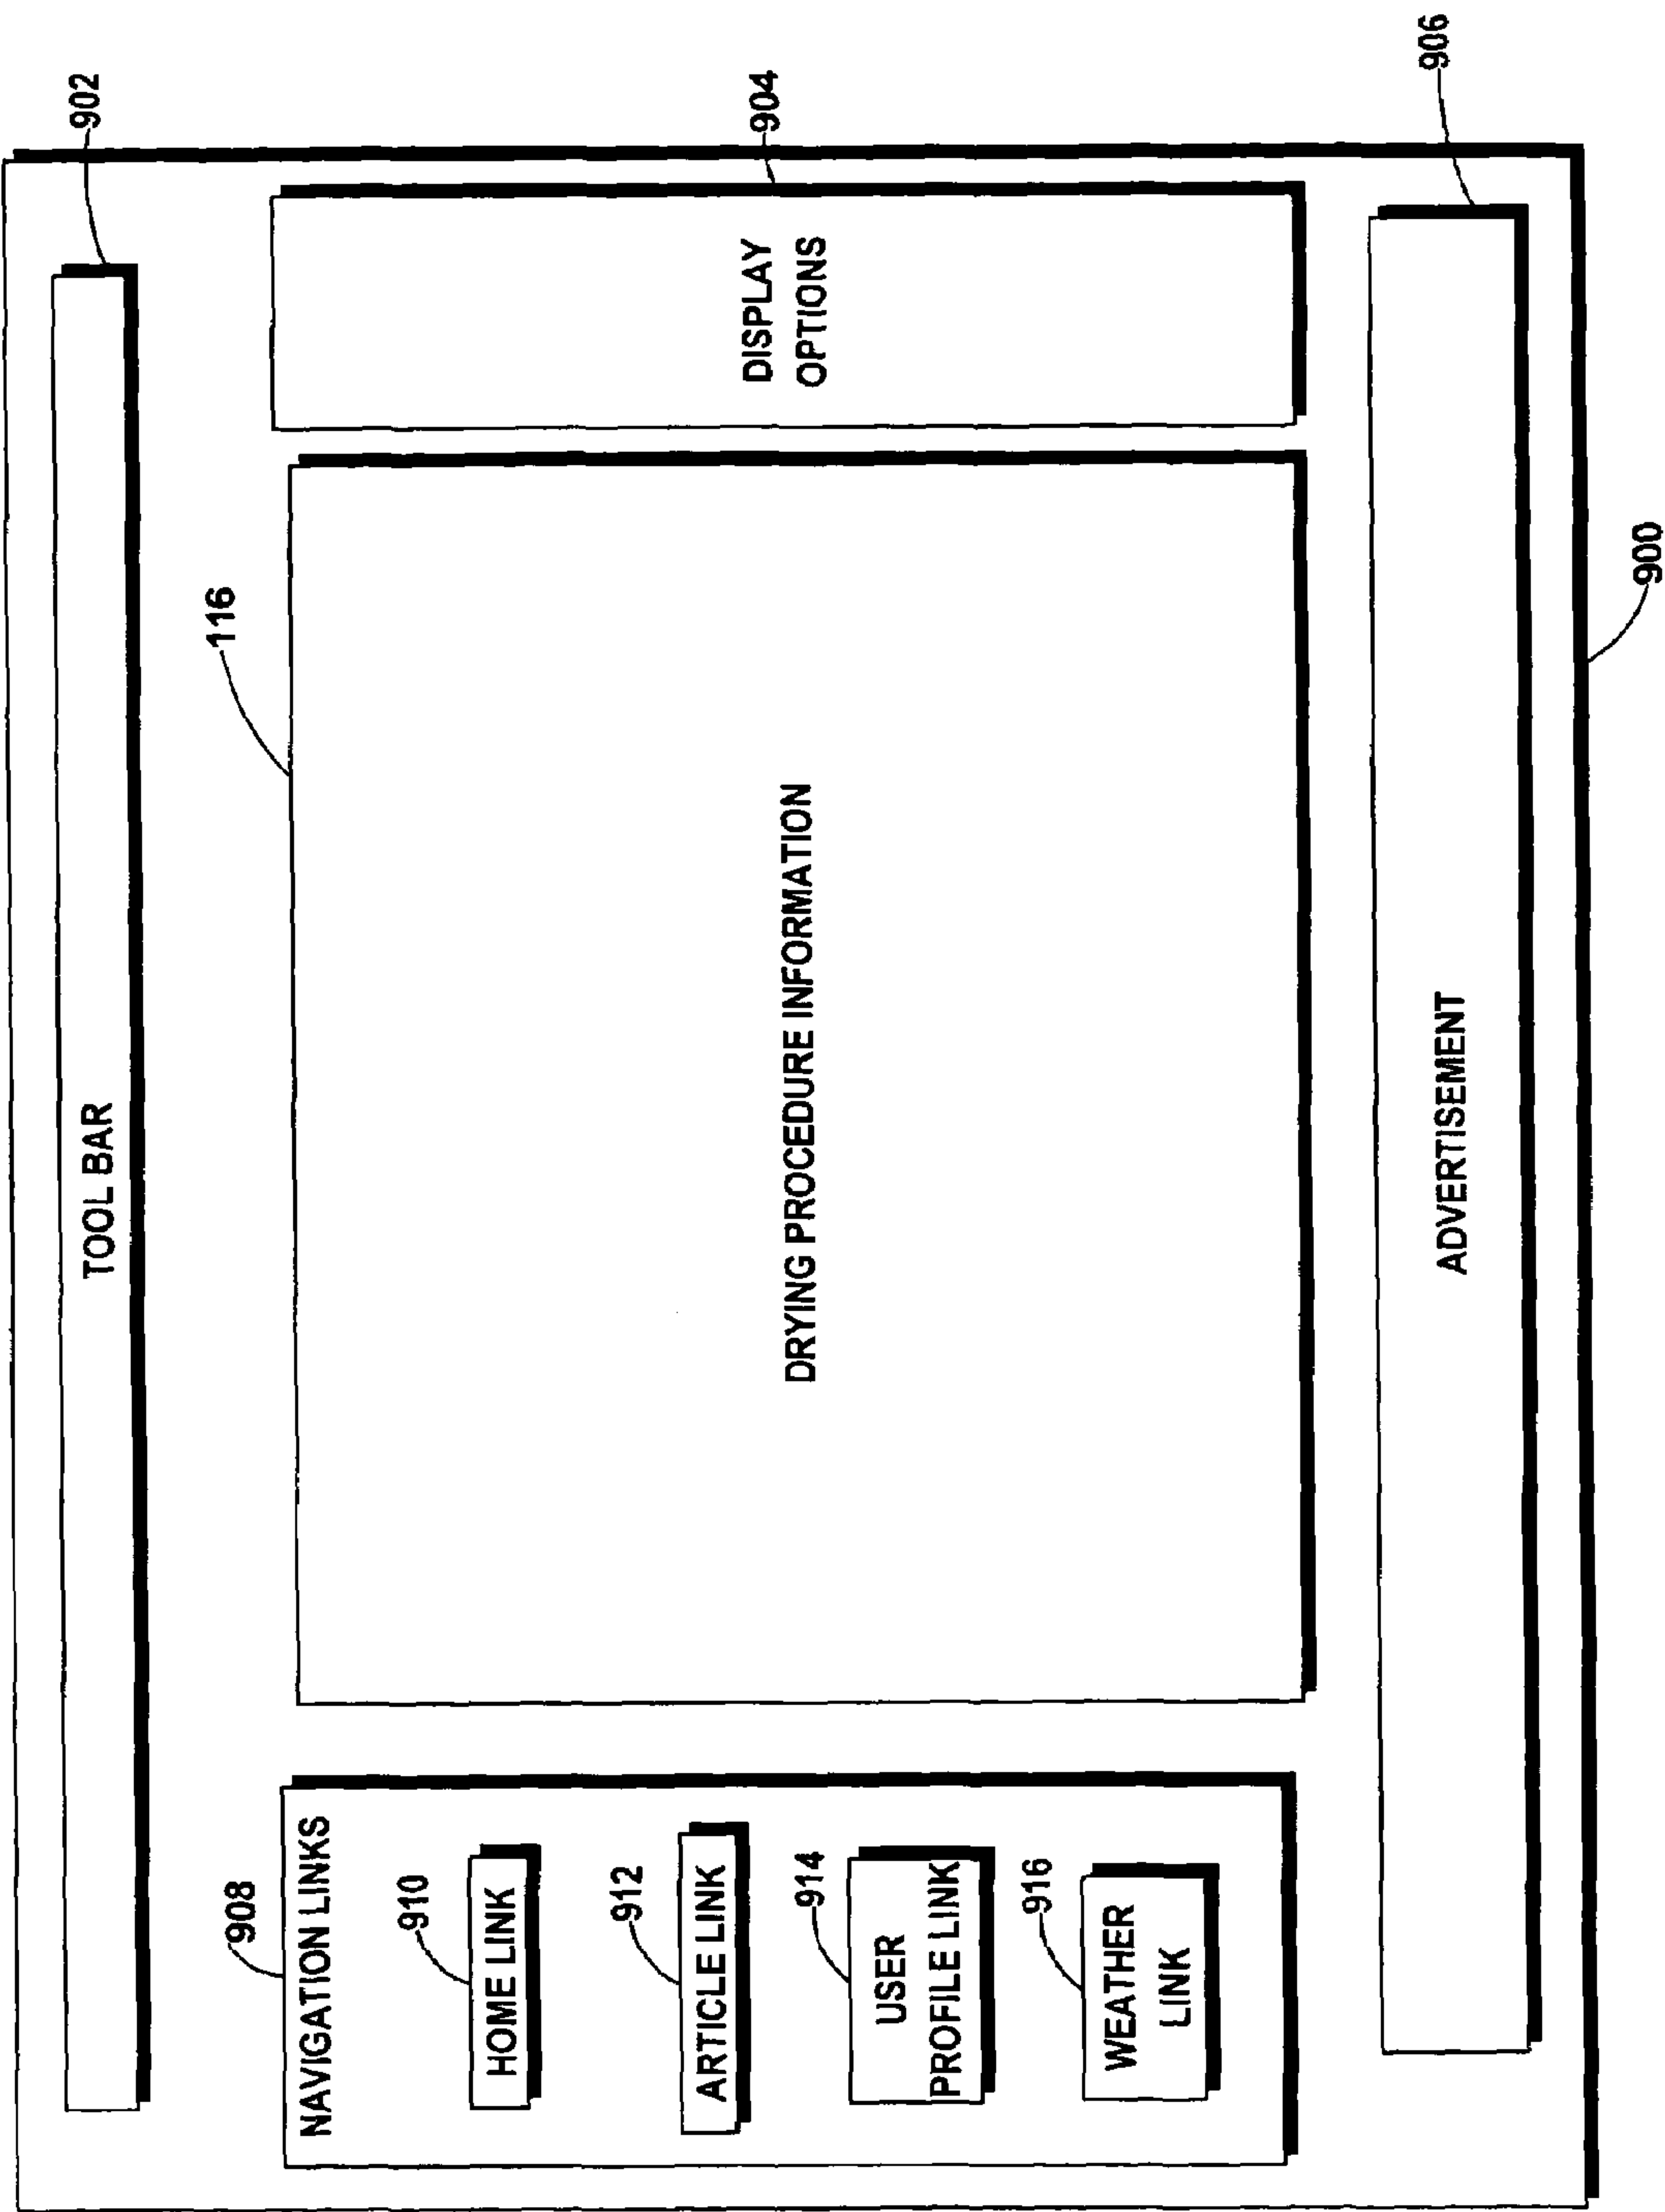 902
TOOL BAR
116
908
NAVIGATION LINKS
910
HOME LINK
912
ARTICLE LINK
914
USER
PROFILE LINK
916
WEATHER
LINK
DRYING PROCEDURE INFORMATION
904
DISPLAY
OPTIONS
906
ADVERTISEMENT
900